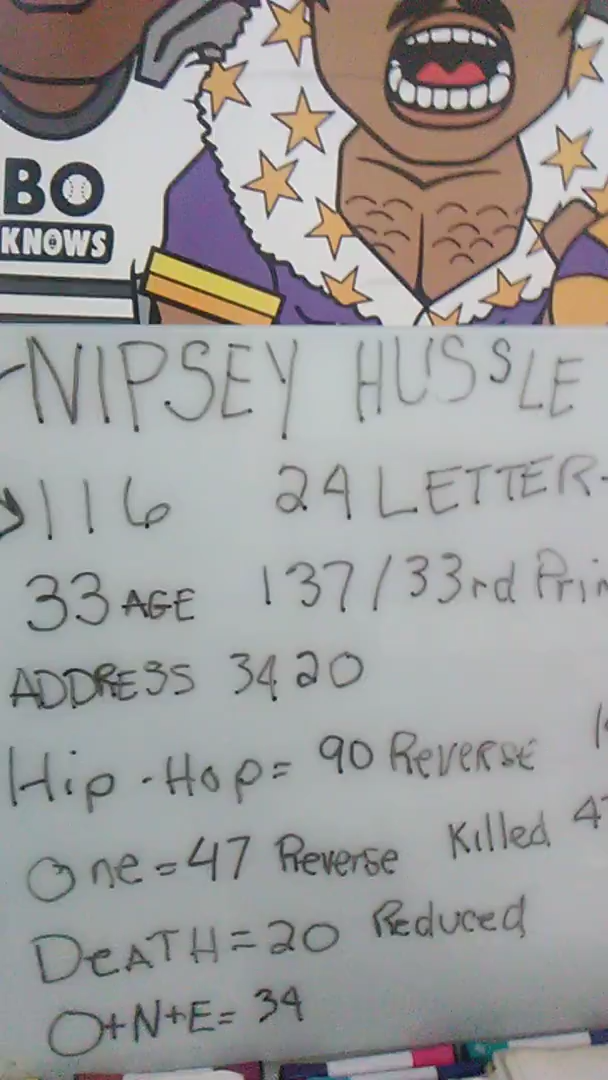 BO
KNOWS
NIPSEY HUSSLE
116 24 LETTER
33 AGE 137/33rd
ADDRESS 3420
Hip-Hop= 90 Reverse
One=47 Reverse Killed
DeATH=20 Reduced
O+N+E= 34